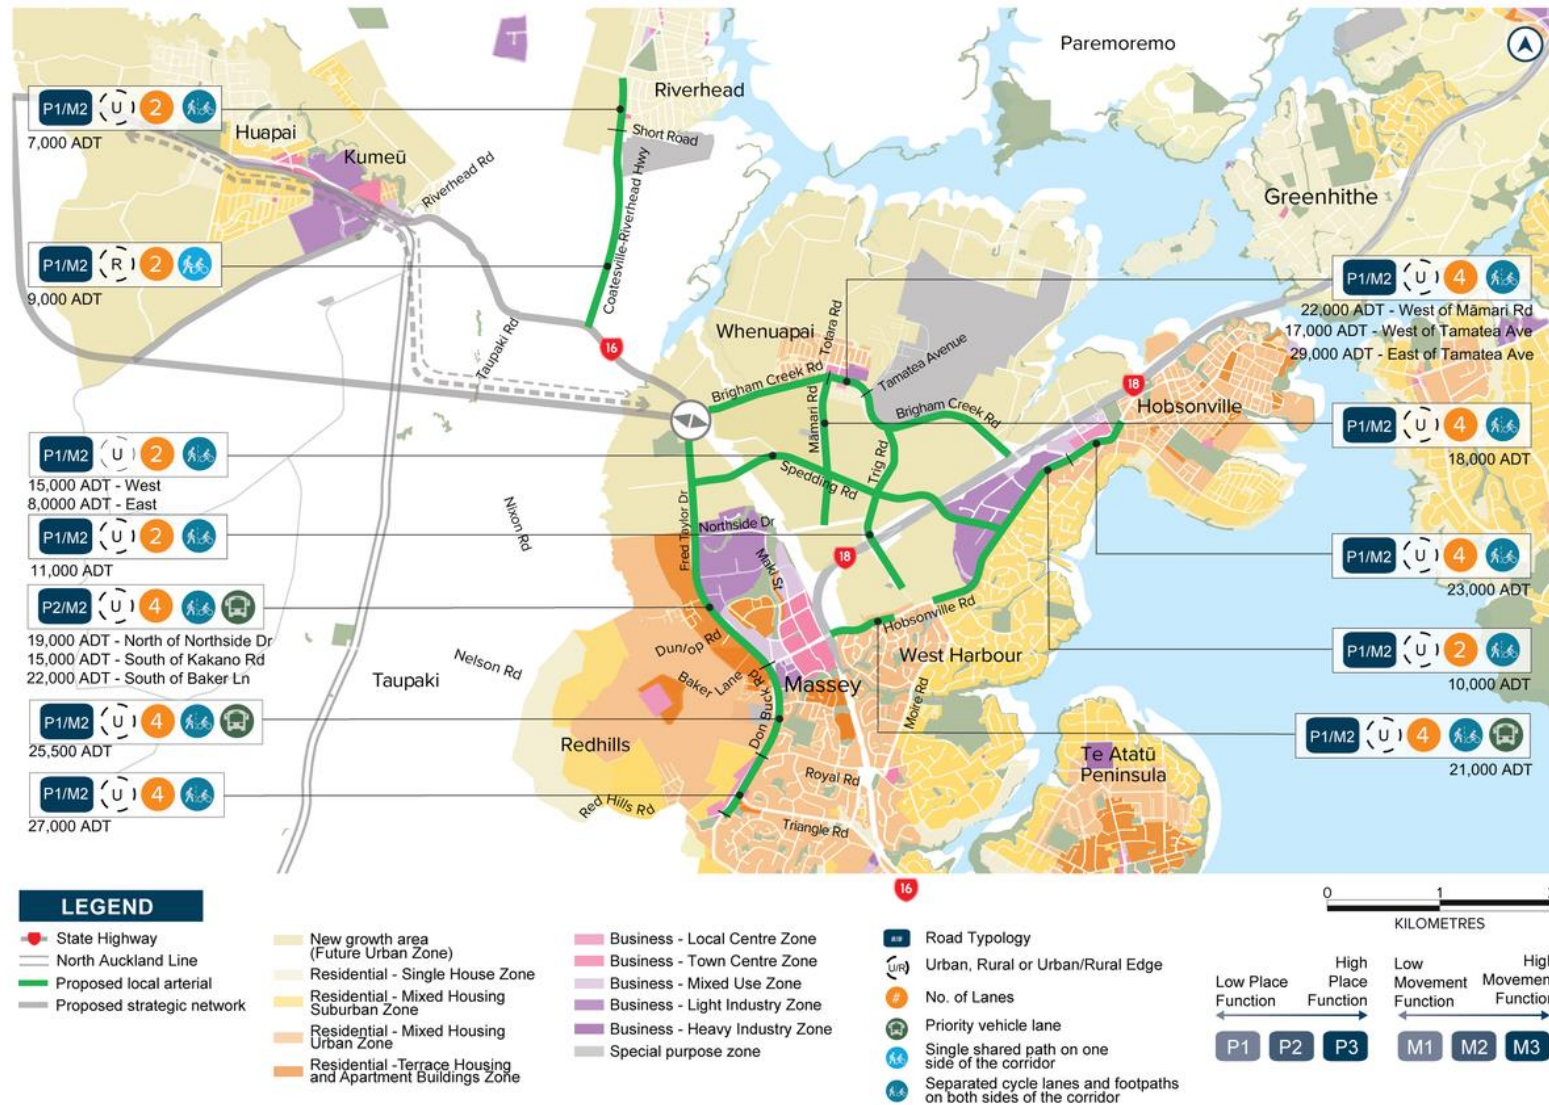 Paremoremo
Riverhead
P1/M2 U 2
7,000 ADT
Huapai
Kumeū
Short Road
Riverhead Rd
Coatesville-Riverhead Hwy
Greenhithe
P1/M2 R 2
9,000 ADT
P1/M2 U 4
22,000 ADT - West of Māmari Rd
17,000 ADT - West of Tamatea Ave
29,000 ADT - East of Tamatea Ave
Whenuapai
Totara Rd
Tamatea Avenue
Taupaki Rd
16
Brigham Creek Rd
Māmari Rd
Brigham Creek Rd
18
Hobsonville
P1/M2 U 4
18,000 ADT
P1/M2 U 2
15,000 ADT - West
8,0000 ADT - East
Trig Rd
Spedding Rd
Nixon Rd
Fred Taylor Dr
Northside Dr
P1/M2 U 2
11,000 ADT
Maki St
18
P1/M2 U 4
23,000 ADT
P2/M2 U 4
19,000 ADT - North of Northside Dr
15,000 ADT - South of Kakano Rd
22,000 ADT - South of Baker Ln
Dunlop Rd
Hobsonville Rd
Nelson Rd
Taupaki
Baker Lane
Massey
West Harbour
P1/M2 U 2
10,000 ADT
Don Buck Rd
Moire Rd
P1/M2 U 4
25,500 ADT
Redhills
P1/M2 U 4
21,000 ADT
Te Atatū
Peninsula
Royal Rd
P1/M2 U 4
27,000 ADT
Red Hills Rd
Triangle Rd
16
LEGEND
State Highway
North Auckland Line
Proposed local arterial
Proposed strategic network
New growth area
(Future Urban Zone)
Residential - Single House Zone
Residential - Mixed Housing
Suburban Zone
Residential - Mixed Housing
Urban Zone
Residential -Terrace Housing
and Apartment Buildings Zone
Business - Local Centre Zone
Business - Town Centre Zone
Business - Mixed Use Zone
Business - Light Industry Zone
Business - Heavy Industry Zone
Special purpose zone
Road Typology
U/R Urban, Rural or Urban/Rural Edge
# No. of Lanes
Priority vehicle lane
Single shared path on one
side of the corridor
Separated cycle lanes and footpaths
on both sides of the corridor
0 1
KILOMETRES
Low Place
Function
High
Place
Function
P1 P2 P3
Low
Movement
Function
High
Movement
Function
M1 M2 M3